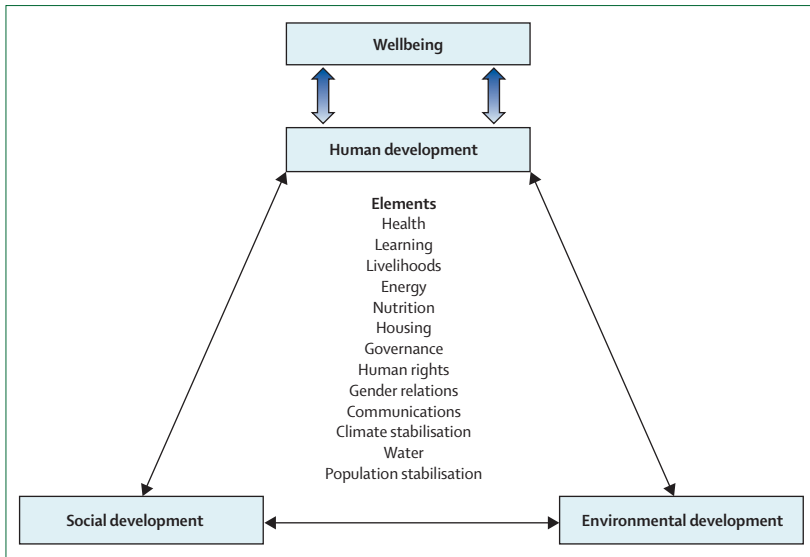 Wellbeing
Human development
Elements
Health
Learning
Livelihoods
Energy
Nutrition
Housing
Governance
Human rights
Gender relations
Communications
Climate stabilisation
Water
Population stabilisation
Social development
Environmental development